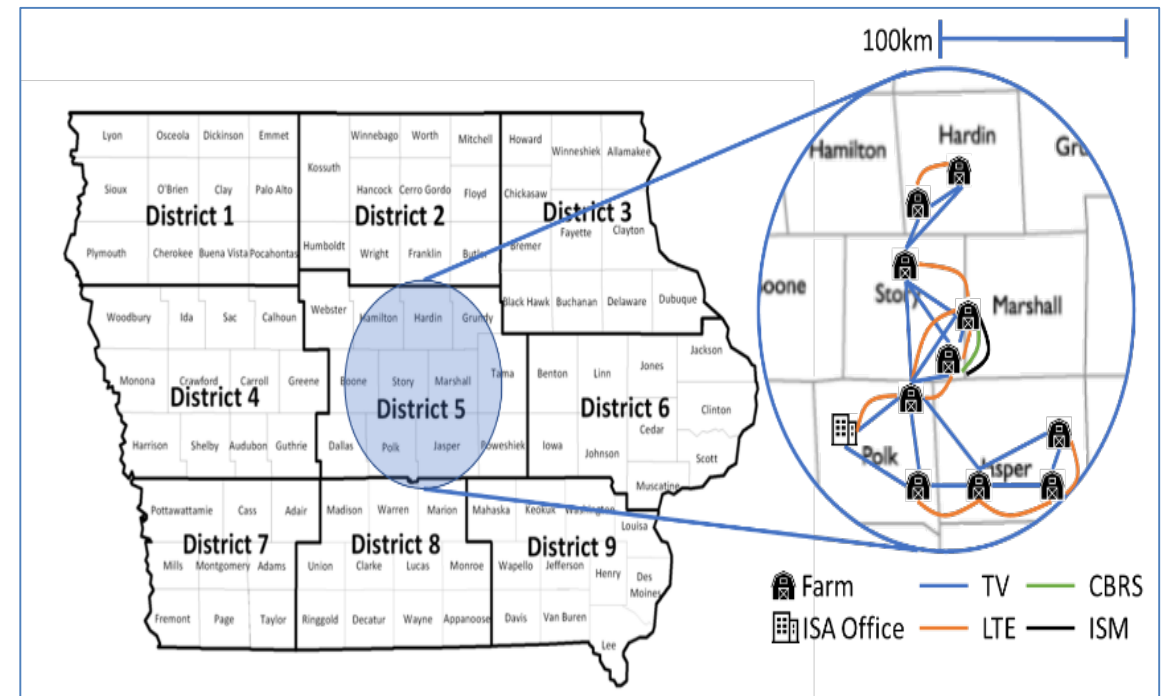 100km
Lyon Osceola Dickinson Emmet
Winnebago Worth Mitchell
Howard
Winneshiek Allamakee
Kossuth
Sioux O'Brien Clay Palo Alto
Hancock Cerro Gordo Floyd
Chickasaw
District 1
District 2
District 3
Fayette Clayton
Plymouth Cherokee Buena Vista Pocahontas
Humboldt
Wright Franklin Butler
Bremer
Woodbury Ida Sac Calhoun
Webster
Hamilton Hardin Grundy
Black Hawk Buchanan Delaware Dubuque
Monona Crawford Carroll Greene
District 4
Boone Story Marshall Tama
District 5
Benton Linn Jones Jackson
District 6
Clinton
Cedar
Harrison Shelby Audubon Guthrie
Dallas Polk Jasper Poweshiek
Iowa Johnson Scott
Muscatine
Pottawattamie Cass Adair
Madison Warren Marion
Mahaska Keokuk Washington
Louisa
District 7
District 8
District 9
Mills Montgomery Adams
Union Clarke Lucas Monroe
Wapello Jefferson Henry Des
Moines
Fremont Page Taylor
Ringgold Decatur Wayne Appanoose
Davis Van Buren
Lee
Hamilton Hardin Gru
oone Story Marshall
Polk Jasper
Farm TV CBRS
ISA Office LTE ISM